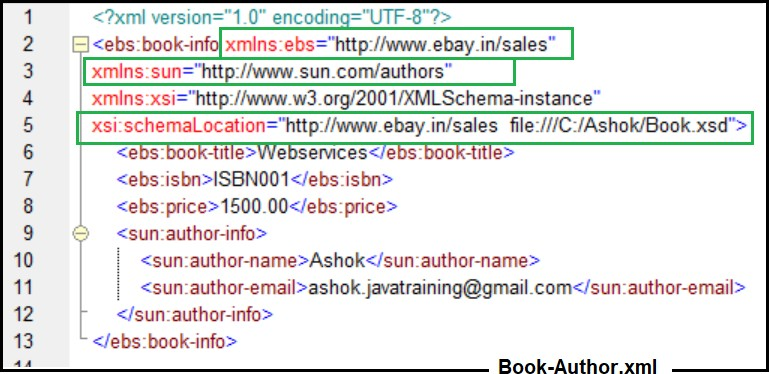 1 <?xml version="1.0" encoding="UTF-8"?>
2 <ebs:book-info xmlns:ebs="http://www.ebay.in/sales"
3 xmlns:sun="http://www.sun.com/authors"
4 xmlns:xsi="http://www.w3.org/2001/XMLSchema-instance"
5 xsi:schemaLocation="http://www.ebay.in/sales  file:///C:/Ashok/Book.xsd">
6 <ebs:book-title>Webservices</ebs:book-title>
7 <ebs:isbn>ISBN001</ebs:isbn>
8 <ebs:price>1500.00</ebs:price>
9 <sun:author-info>
10 <sun:author-name>Ashok</sun:author-name>
11 <sun:author-email>ashok.javatraining@gmail.com</sun:author-email>
12 </sun:author-info>
13 </ebs:book-info>
14
Book-Author.xml